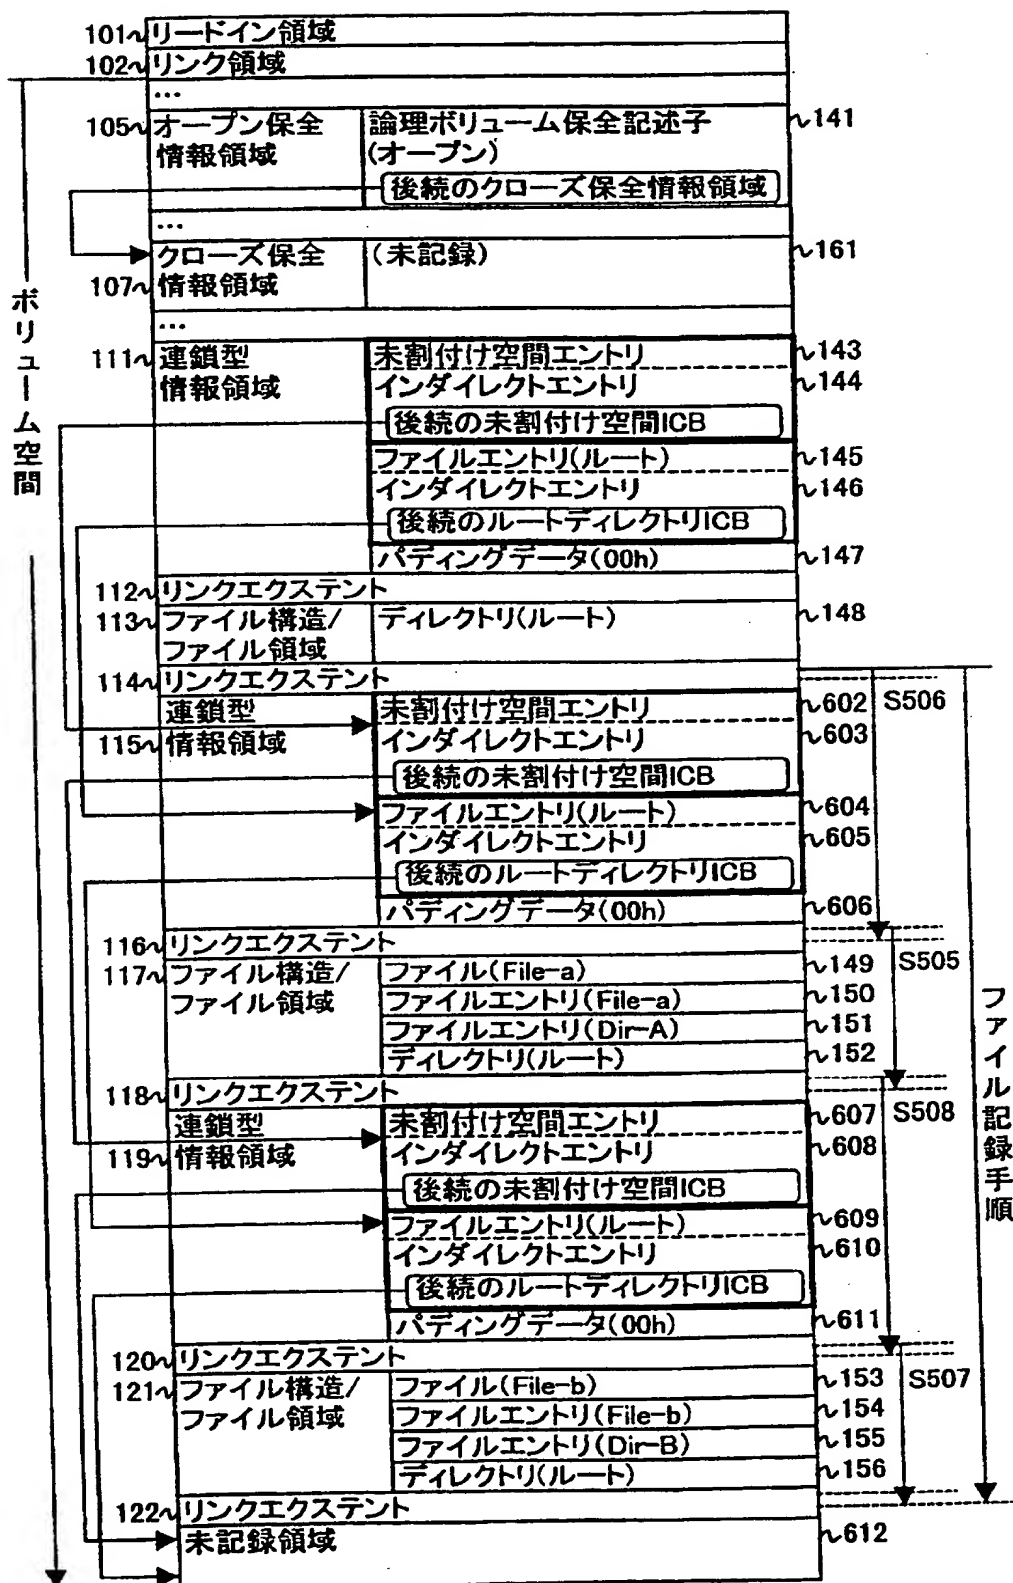 101 リードイン領域
102 リンク領域
…
105 オープン保全 論理ボリューム保全記述子 141
情報領域 (オープン)
後続のクローズ保全情報領域
…
クローズ保全 (未記録) 161
107 情報領域
…
111 連鎖型 未割付け空間エントリ 143
情報領域 インダイレクトエントリ 144
後続の未割付け空間ICB
ファイルエントリ(ルート) 145
インダイレクトエントリ 146
後続のルートディレクトリICB
パディングデータ(00h) 147
112 リンクエクステント
113 ファイル構造/ ディレクトリ(ルート) 148
ファイル領域
114 リンクエクステント
連鎖型 未割付け空間エントリ 602 S506
115 情報領域 インダイレクトエントリ 603
後続の未割付け空間ICB
ファイルエントリ(ルート) 604
インダイレクトエントリ 605
後続のルートディレクトリICB
パディングデータ(00h) 606
116 リンクエクステント
117 ファイル構造/ ファイル(File-a) 149 S505
ファイル領域 ファイルエントリ(File-a) 150
ファイルエントリ(Dir-A) 151
ディレクトリ(ルート) 152
118 リンクエクステント
連鎖型 未割付け空間エントリ 607 S508
119 情報領域 インダイレクトエントリ 608
後続の未割付け空間ICB
ファイルエントリ(ルート) 609
インダイレクトエントリ 610
後続のルートディレクトリICB
パディングデータ(00h) 611
120 リンクエクステント
121 ファイル構造/ ファイル(File-b) 153 S507
ファイル領域 ファイルエントリ(File-b) 154
ファイルエントリ(Dir-B) 155
ディレクトリ(ルート) 156
122 リンクエクステント
未記録領域 612
ボリューム空間
ファイル記録手順